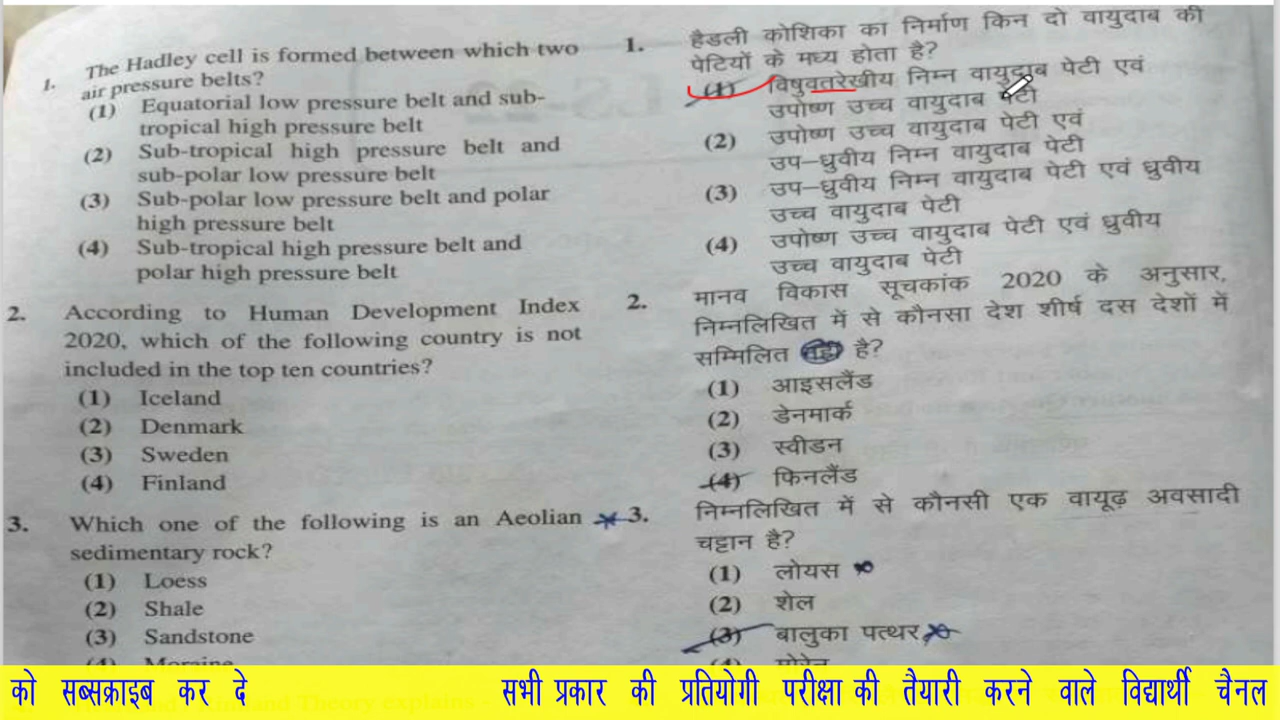 1. The Hadley cell is formed between which two
air pressure belts?
(1) Equatorial low pressure belt and sub-
tropical high pressure belt
(2) Sub-tropical high pressure belt and
sub-polar low pressure belt
(3) Sub-polar low pressure belt and polar
high pressure belt
(4) Sub-tropical high pressure belt and
polar high pressure belt
2. According to Human Development Index
2020, which of the following country is not
included in the top ten countries?
(1) Iceland
(2) Denmark
(3) Sweden
(4) Finland
3. Which one of the following is an Aeolian
sedimentary rock?
(1) Loess
(2) Shale
(3) Sandstone
(4) Moraine
1. हैडली कोशिका का निर्माण किन दो वायुदाब की
पेटियों के मध्य होता है?
(1) विषुवतरेखीय निम्न वायुदाब पेटी एवं
उपोष्ण उच्च वायुदाब पेटी
(2) उपोष्ण उच्च वायुदाब पेटी एवं
उप–ध्रुवीय निम्न वायुदाब पेटी
(3) उप–ध्रुवीय निम्न वायुदाब पेटी एवं ध्रुवीय
उच्च वायुदाब पेटी
(4) उपोष्ण उच्च वायुदाब पेटी एवं ध्रुवीय
उच्च वायुदाब पेटी
2. मानव विकास सूचकांक 2020 के अनुसार,
निम्नलिखित में से कौनसा देश शीर्ष दस देशों में
सम्मिलित नहीं है?
(1) आइसलैंड
(2) डेनमार्क
(3) स्वीडन
(4) फिनलैंड
3. निम्नलिखित में से कौनसी एक वायूढ़ अवसादी
चट्टान है?
(1) लोयस
(2) शेल
(3) बालुका पत्थर
(4) मोरेन
को सब्सक्राइब कर दे सभी प्रकार की प्रतियोगी परीक्षा की तैयारी करने वाले विद्यार्थी चैनल